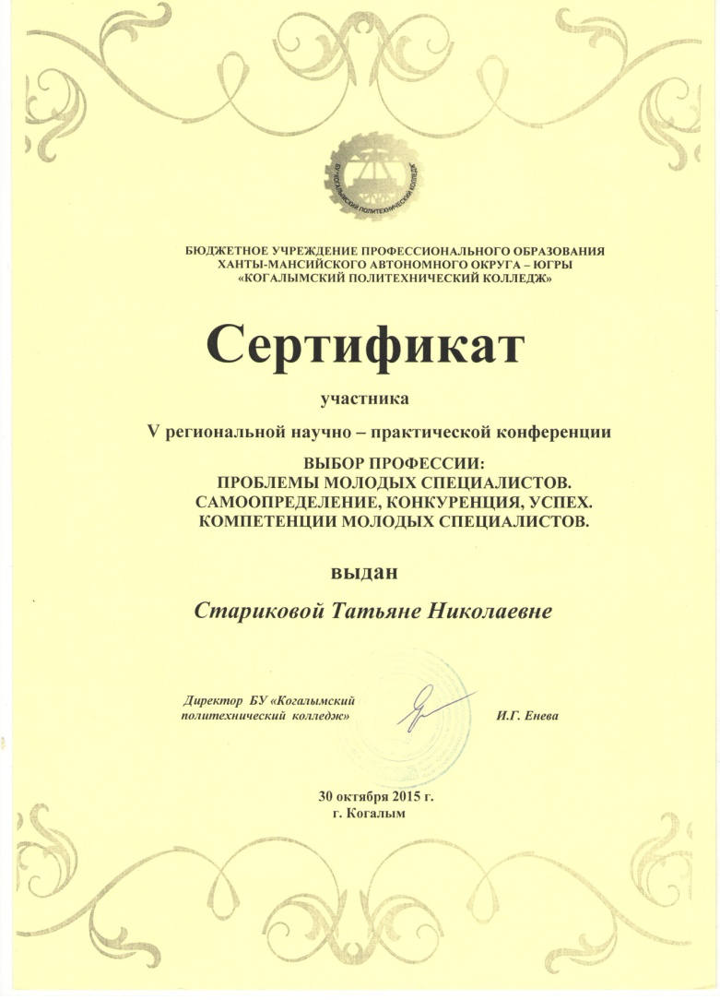 БУ «КОГАЛЫМСКИЙ ПОЛИТЕХНИЧЕСКИЙ КОЛЛЕДЖ
БЮДЖЕТНОЕ УЧРЕЖДЕНИЕ ПРОФЕССИОНАЛЬНОГО ОБРАЗОВАНИЯ
ХАНТЫ-МАНСИЙСКОГО АВТОНОМНОГО ОКРУГА – ЮГРЫ
«КОГАЛЫМСКИЙ ПОЛИТЕХНИЧЕСКИЙ КОЛЛЕДЖ»
Сертификат
участника
V региональной научно – практической конференции
ВЫБОР ПРОФЕССИИ:
ПРОБЛЕМЫ МОЛОДЫХ СПЕЦИАЛИСТОВ.
САМООПРЕДЕЛЕНИЕ, КОНКУРЕНЦИЯ, УСПЕХ.
КОМПЕТЕНЦИИ МОЛОДЫХ СПЕЦИАЛИСТОВ.
выдан
Стариковой Татьяне Николаевне
Директор БУ «Когалымский
политехнический колледж»
И.Г. Енева
30 октября 2015 г.
г. Когалым